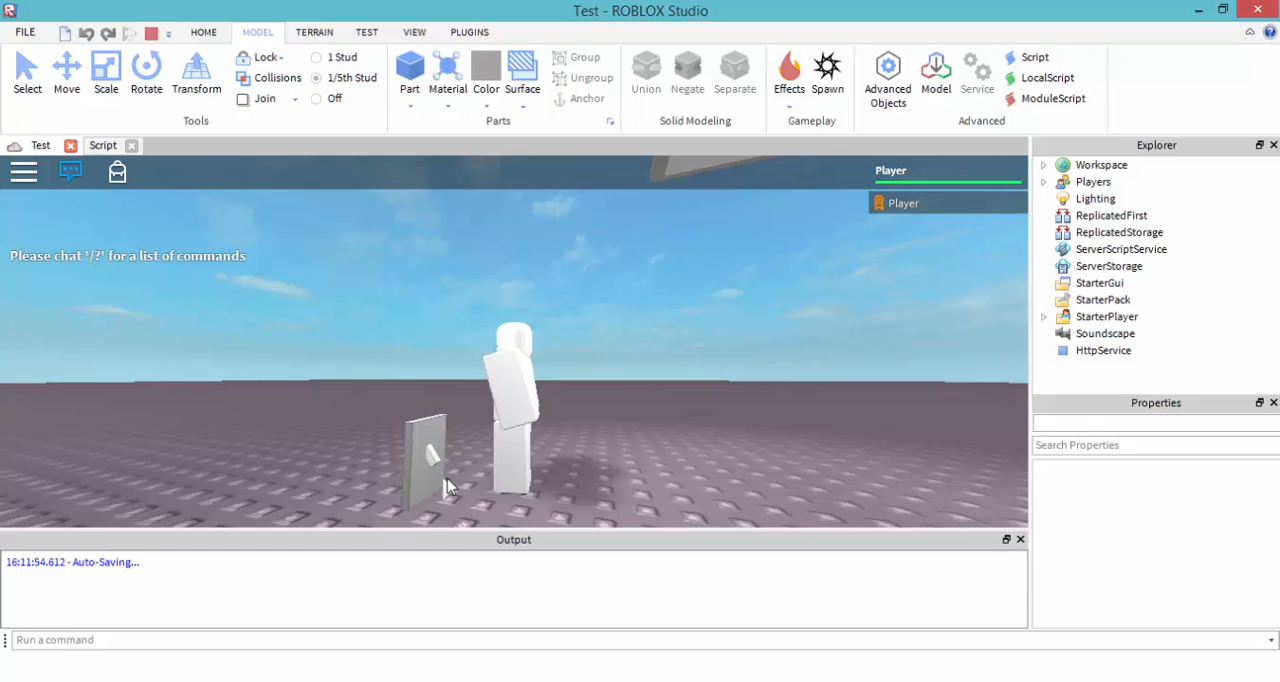 Test - ROBLOX Studio
FILE HOME MODEL TERRAIN TEST VIEW PLUGINS
Select Move Scale Rotate Transform
Lock 1 Stud
Collisions 1/5th Stud
Join Off
Tools
Part Material Color Surface
Group
Ungroup
Anchor
Parts
Union Negate Separate
Solid Modeling
Effects Spawn
Gameplay
Advanced Objects Model Service
Script
LocalScript
ModuleScript
Advanced
Test Script
Player
Player
Please chat '/?' for a list of commands
Explorer
Workspace
Players
Lighting
ReplicatedFirst
ReplicatedStorage
ServerScriptService
ServerStorage
StarterGui
StarterPack
StarterPlayer
Soundscape
HttpService
Properties
Search Properties
Output
16:11:54.612 - Auto-Saving...
Run a command